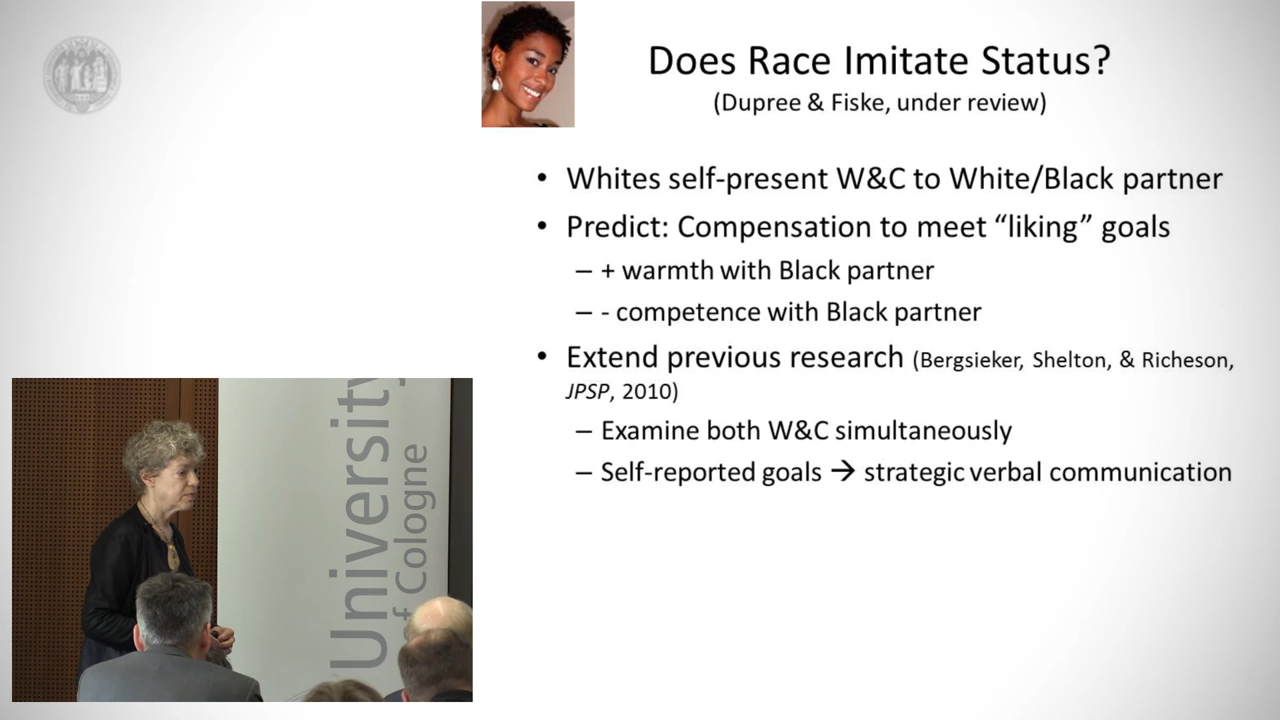 Does Race Imitate Status?
(Dupree & Fiske, under review)
• Whites self-present W&C to White/Black partner
• Predict: Compensation to meet “liking” goals
– + warmth with Black partner
– - competence with Black partner
• Extend previous research (Bergsieker, Shelton, & Richeson,
JPSP, 2010)
– Examine both W&C simultaneously
– Self-reported goals → strategic verbal communication
University
of Cologne